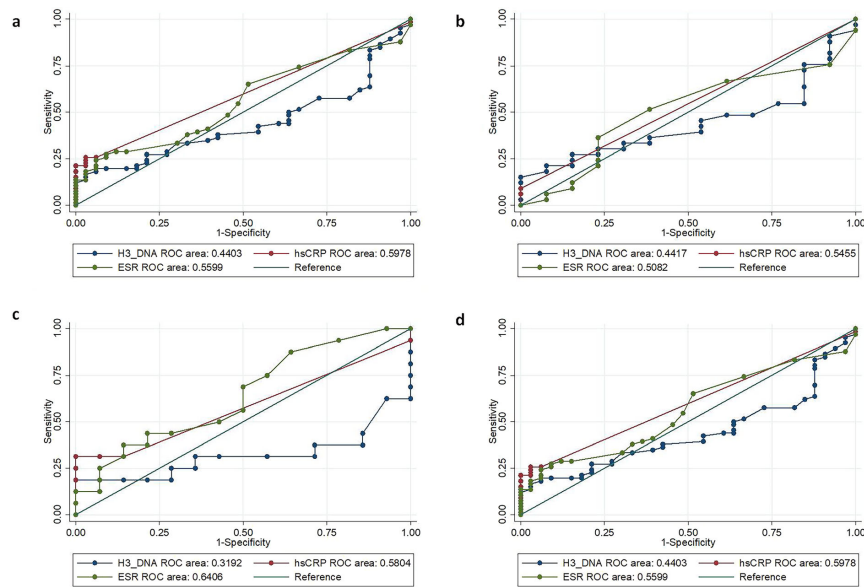 a
1.00
0.75
0.50
0.25
0.00
Sensitivity
0.00 0.25 0.50 0.75 1.00
1-Specificity
H3_DNA ROC area: 0.4403 hsCRP ROC area: 0.5978
ESR ROC area: 0.5599 Reference
b
1.00
0.75
0.50
0.25
0.00
Sensitivity
0.00 0.25 0.50 0.75 1.00
1-Specificity
H3_DNA ROC area: 0.4417 hsCRP ROC area: 0.5455
ESR ROC area: 0.5082 Reference
c
1.00
0.75
0.50
0.25
0.00
Sensitivity
0.00 0.25 0.50 0.75 1.00
1-Specificity
H3_DNA ROC area: 0.3192 hsCRP ROC area: 0.5804
ESR ROC area: 0.6406 Reference
d
1.00
0.75
0.50
0.25
0.00
Sensitivity
0.00 0.25 0.50 0.75 1.00
1-Specificity
H3_DNA ROC area: 0.4403 hsCRP ROC area: 0.5978
ESR ROC area: 0.5599 Reference